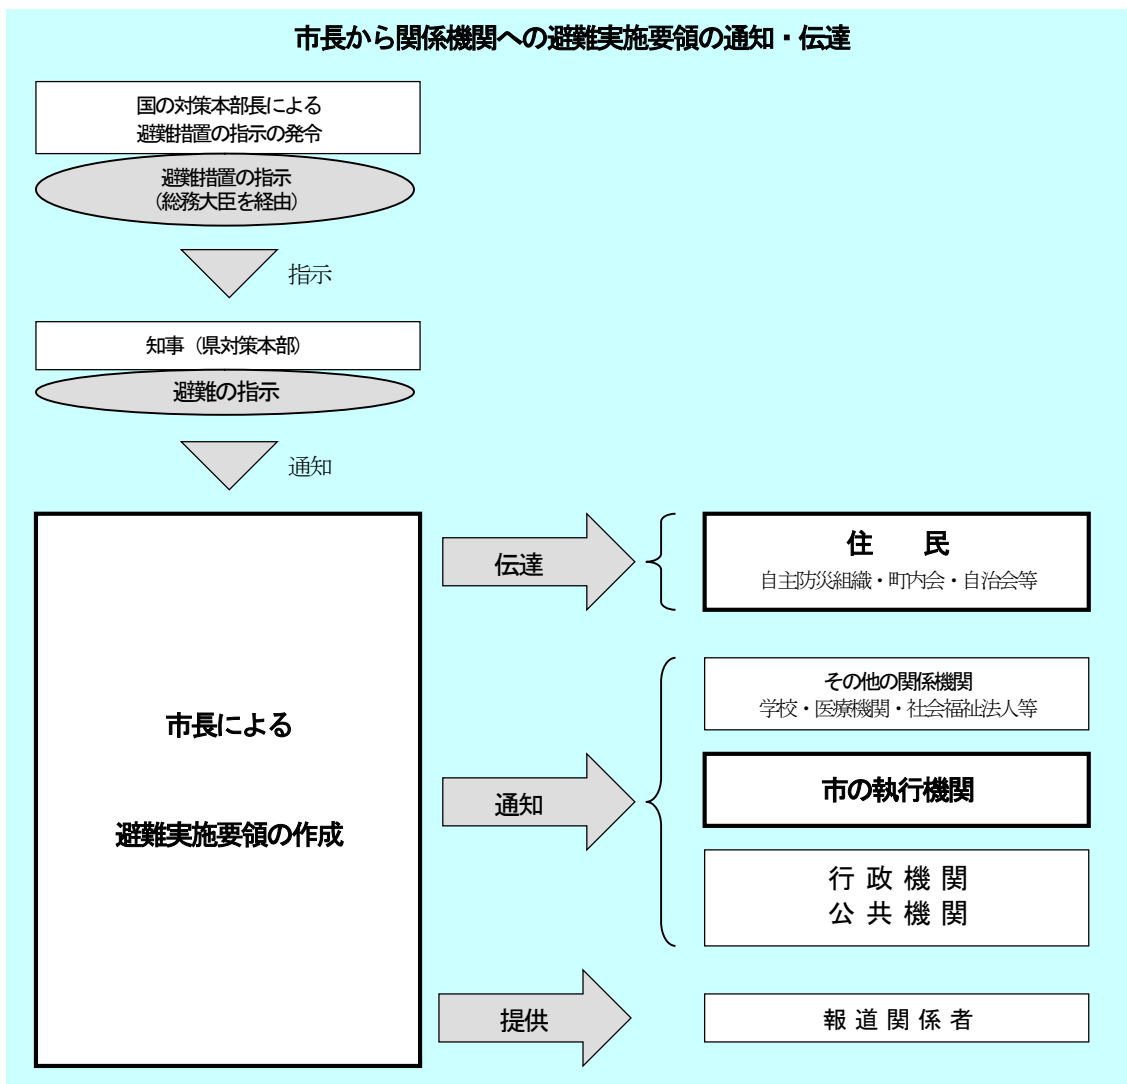 市長から関係機関への避難実施要領の通知・伝達
国の対策本部長による
避難措置の指示の発令
避難措置の指示
（総務大臣を経由）
指示
知事（県対策本部）
避難の指示
通知
市長による
避難実施要領の作成
伝達
住　民
自主防災組織・町内会・自治会等
通知
その他の関係機関
学校・医療機関・社会福祉法人等
市の執行機関
行政機関
公共機関
提供
報道関係者